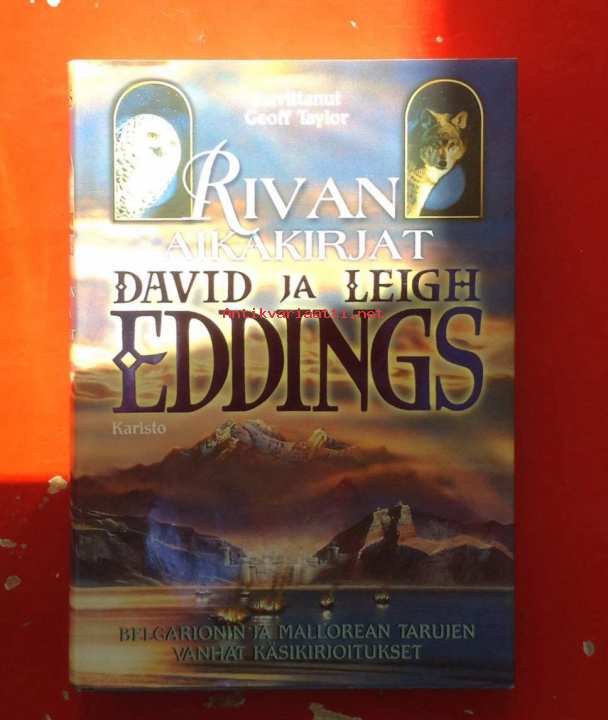 Kuvittanut
Geoff Taylor
RIVAN
AIKAKIRJAT
DAVID JA LEIGH
Antikvariaatti.net
EDDINGS
Karisto
BELGARIONIN JA MALLOREAN TARUJEN
VANHAT KÄSIKIRJOITUKSET